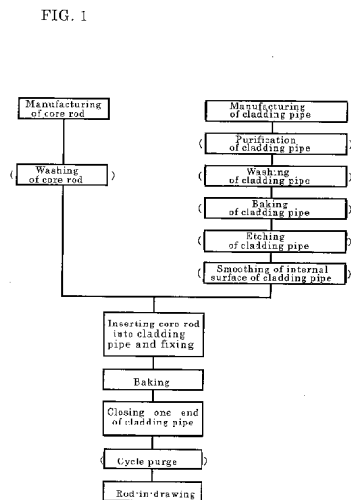 FIG. 1
Manufacturing
of core rod
( Washing )
of core rod
Manufacturing
of cladding pipe
( Purification )
of cladding pipe
( Washing )
of cladding pipe
( Baking )
of cladding pipe
( Etching )
of cladding pipe
( Smoothing of internal )
surface of cladding pipe
Inserting core rod
into cladding
pipe and fixing
Baking
Closing one end
of cladding pipe
( Cycle purge )
Rod-in-drawing